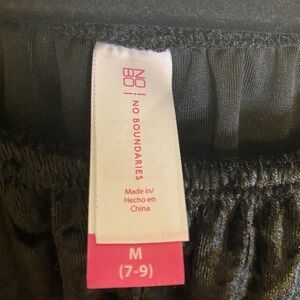 NO
BO
NO BOUNDARIES
Made in/
Hecho en
China
M
(7-9)